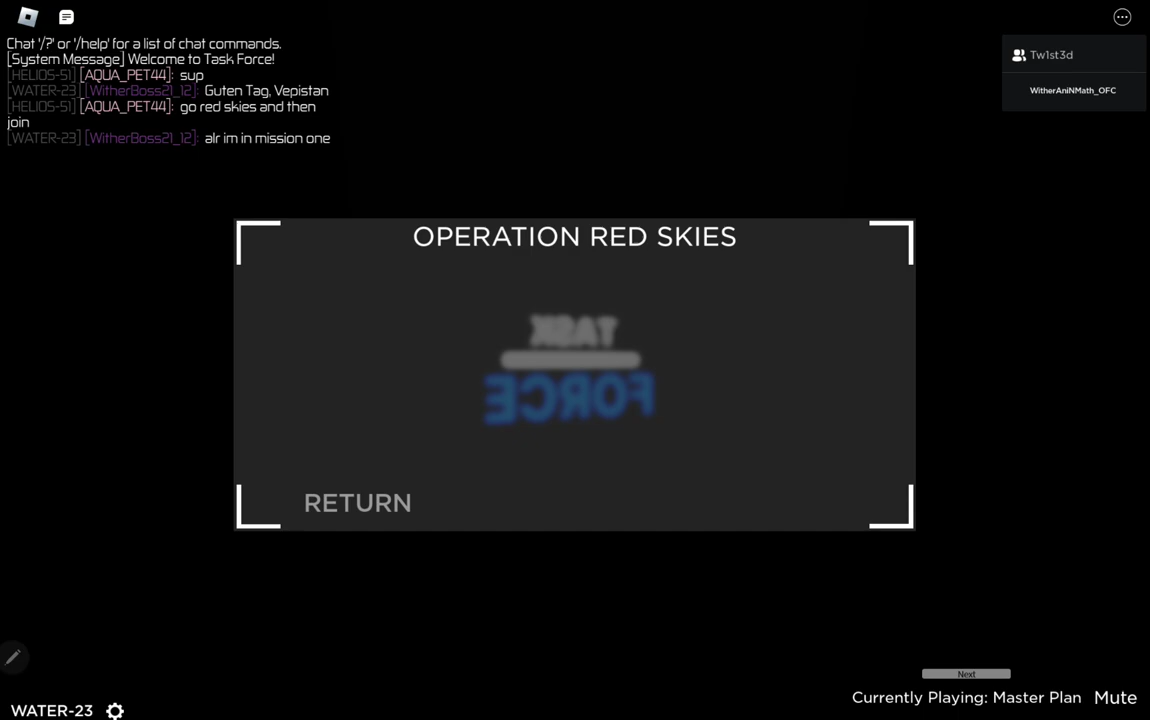 Chat '/?' or '/help' for a list of chat commands.
[System Message] Welcome to Task Force!
[HELIOS-51] [AQUA_PET44]: sup
[WATER-23] [WitherBoss21_12]: Guten Tag, Vepistan
[HELIOS-51] [AQUA_PET44]: go red skies and then
join
[WATER-23] [WitherBoss21_12]: alr im in mission one
Tw1st3d
WitherAniNMath_OFC
OPERATION RED SKIES
TASK
FORCE
RETURN
Next
Currently Playing: Master Plan Mute
WATER-23